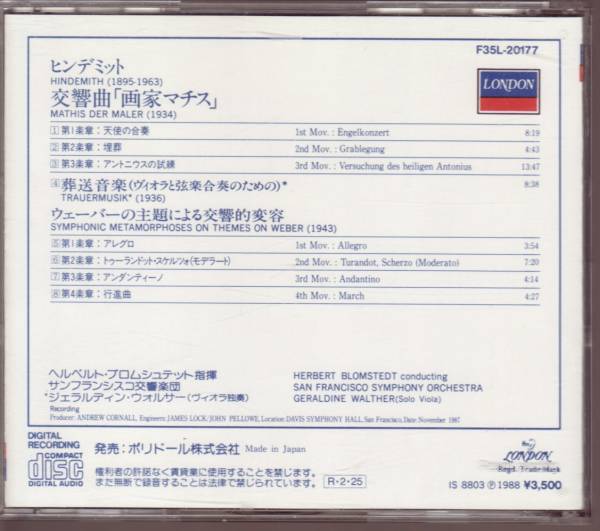 F35L-20177
ヒンデミット
HINDEMITH (1895-1963)
LONDON
交響曲「画家マチス」
MATHIS DER MALER (1934)
1 第1楽章：天使の合奏 1st Mov. : Engelkonzert 8:19
2 第2楽章：埋葬 2nd Mov. : Grablegung 4:43
3 第3楽章：アントニウスの試練 3rd Mov. : Versuchung des heiligen Antonius 13:47
4 葬送音楽(ヴィオラと弦楽合奏のための)* 8:38
TRAUERMUSIK* (1936)
ウェーバーの主題による交響的変容
SYMPHONIC METAMORPHOSES ON THEMES ON WEBER (1943)
5 第1楽章：アレグロ 1st Mov. : Allegro 3:54
6 第2楽章：トゥーランドット・スケルツォ(モデラート) 2nd Mov. : Turandot, Scherzo (Moderato) 7:20
7 第3楽章：アンダンティーノ 3rd Mov. : Andantino 4:14
8 第4楽章：行進曲 4th Mov. : March 4:27
ヘルベルト・ブロムシュテット指揮 HERBERT BLOMSTEDT conducting
サンフランシスコ交響楽団 SAN FRANCISCO SYMPHONY ORCHESTRA
*ジェラルディン・ウォルサー(ヴィオラ独奏) GERALDINE WALTHER(Solo Viola)
Recording
Producer: ANDREW CORNALL, Engineers: JAMES LOCK/JOHN PELLOWE, Location: DAVIS SYMPHONY HALL, San Francisco, Date: November 1987
DIGITAL RECORDING
COMPACT disc DIGITAL AUDIO
発売：ポリドール株式会社 Made in Japan
権利者の許諾なく賃貸業に使用することを禁じます。
また無断で録音することは法律で禁じられています。
R・2・25
LONDON
Regd. Trade Mark
IS 8803 Ⓟ1988 ¥3,500